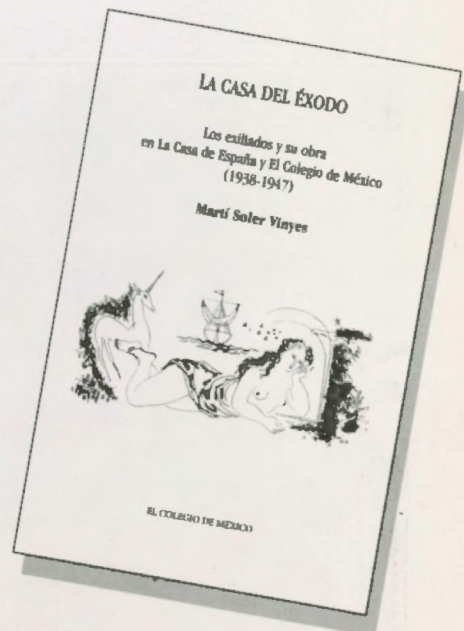 LA CASA DEL ÉXODO
Los exiliados y su obra
en La Casa de España y El Colegio de México
(1938-1947)
Martí Soler Vinyes
EL COLEGIO DE MÉXICO